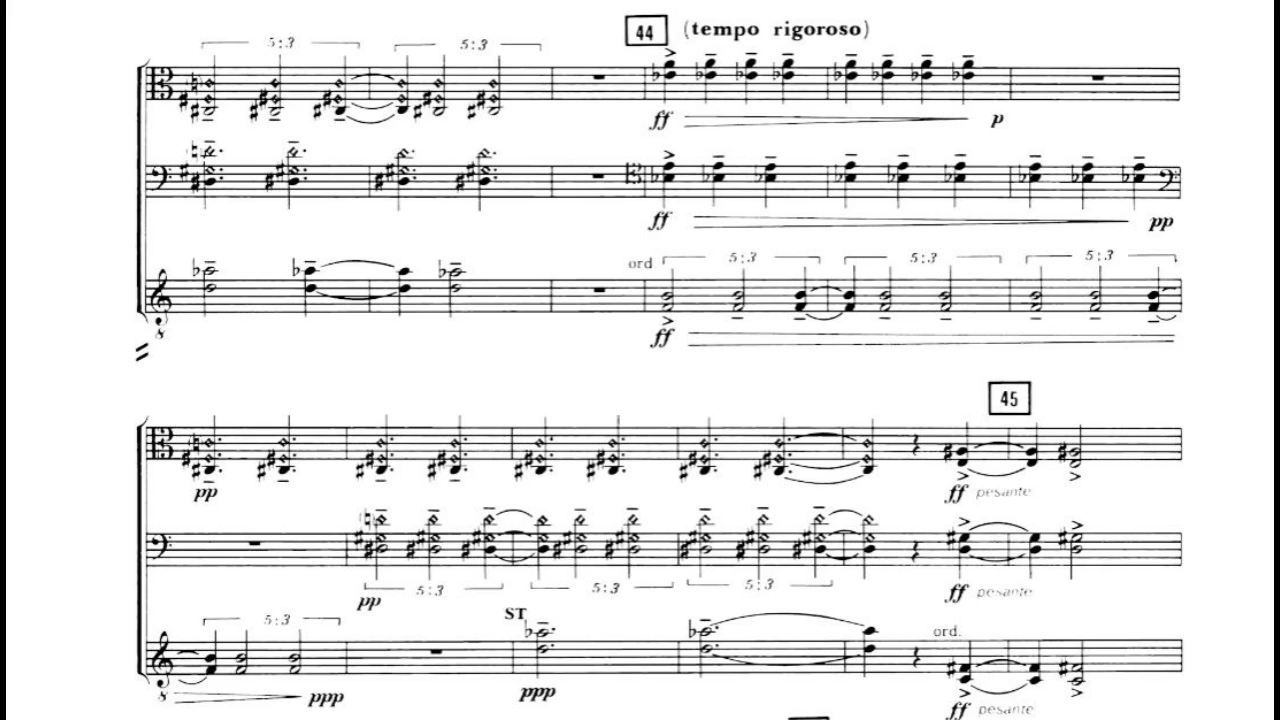 44 (tempo rigoroso)
5:3 5:3
ff p
ff pp
ord 5:3 5:3 5:3
8
ff
45
pp ff pesante
5:3 5:3 5:3
pp ff pesante
5:3 ST ord.
8 ppp ppp ff pesante